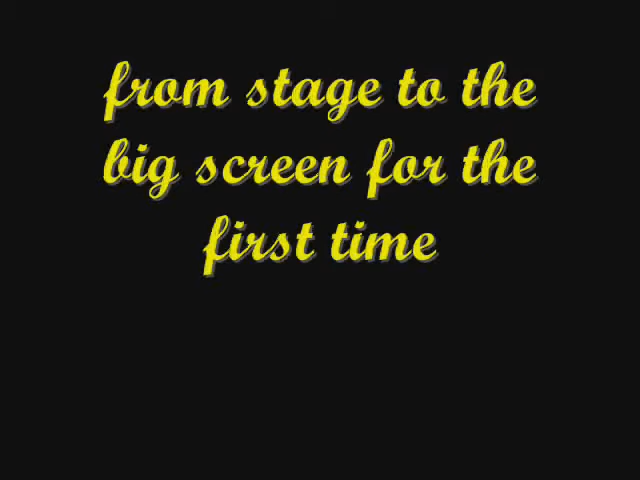 from stage to the
big screen for the
first time